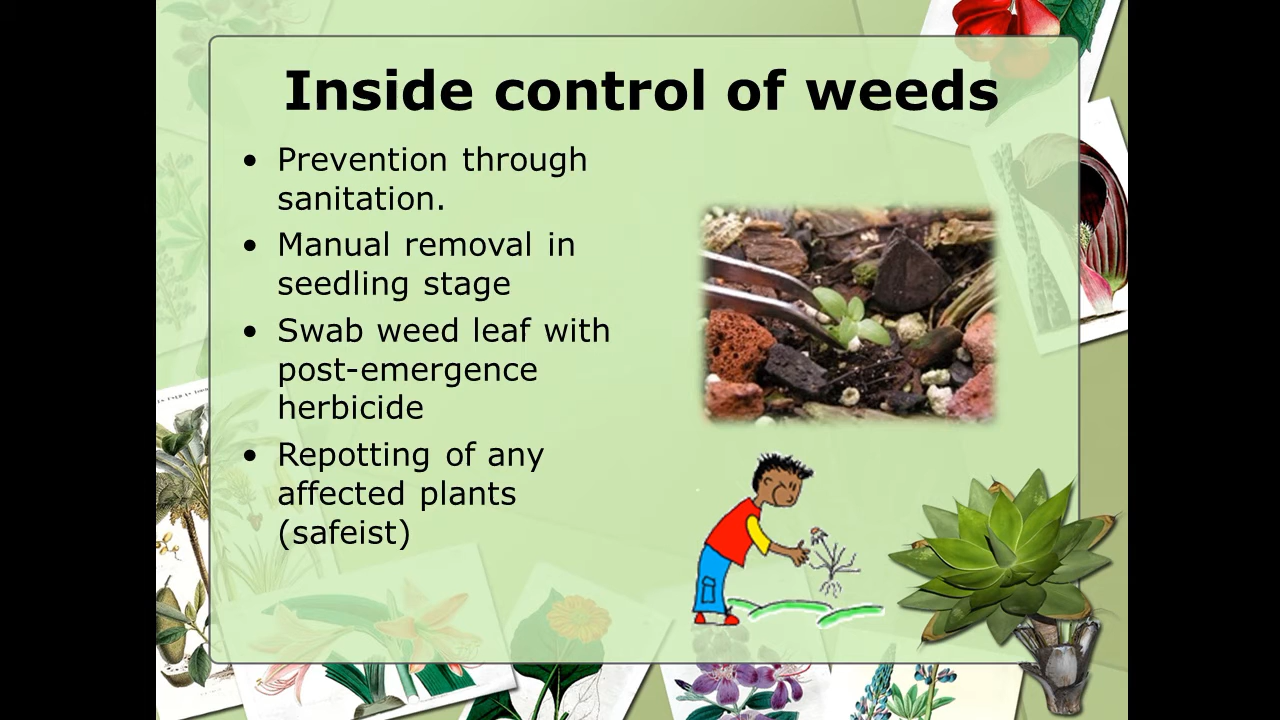 Inside control of weeds
• Prevention through
sanitation.
• Manual removal in
seedling stage
• Swab weed leaf with
post-emergence
herbicide
• Repotting of any
affected plants
(safeist)